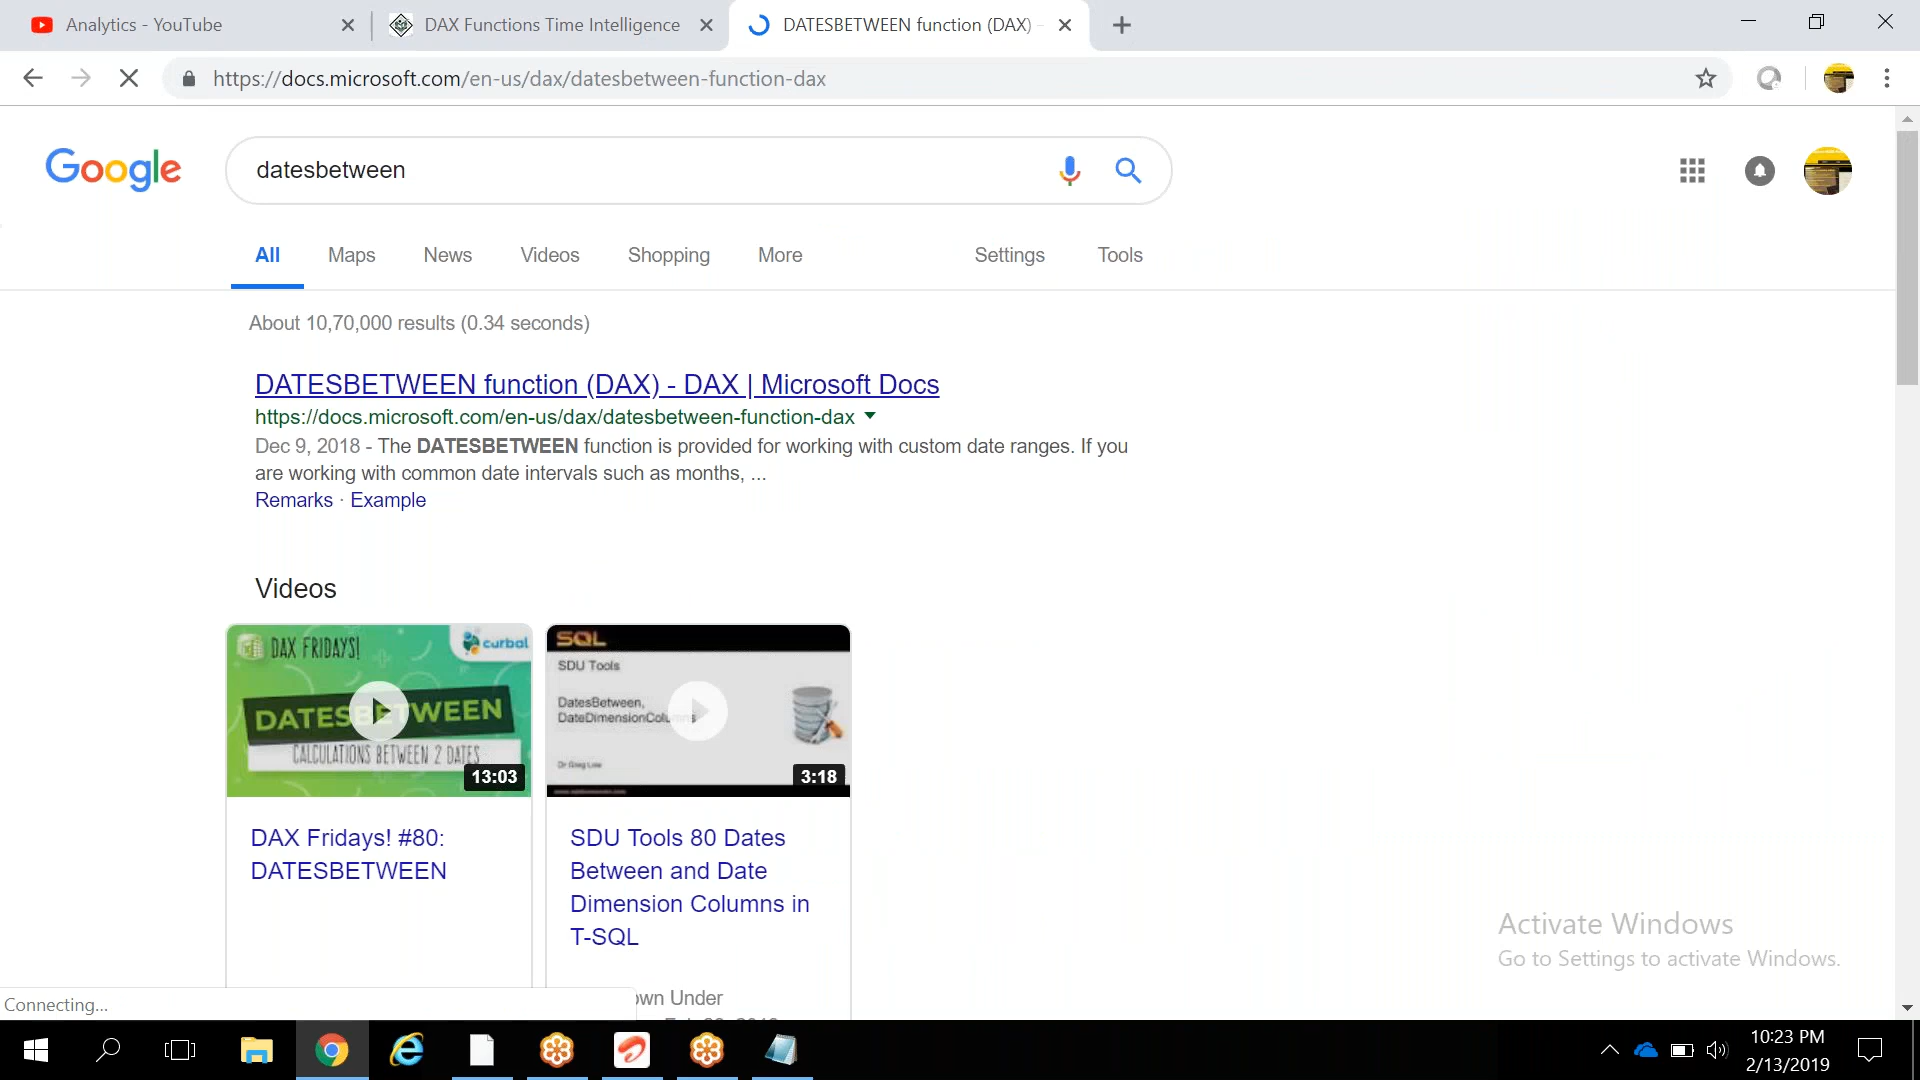 Analytics - YouTube
DAX Functions Time Intelligence
DATESBETWEEN function (DAX) -
https://docs.microsoft.com/en-us/dax/datesbetween-function-dax
Google
datesbetween
All Maps News Videos Shopping More Settings Tools
About 10,70,000 results (0.34 seconds)
DATESBETWEEN function (DAX) - DAX | Microsoft Docs
https://docs.microsoft.com/en-us/dax/datesbetween-function-dax
Dec 9, 2018 - The DATESBETWEEN function is provided for working with custom date ranges. If you
are working with common date intervals such as months, ...
Remarks · Example
Videos
DAX FRIDAYS!
curbal
DATESBETWEEN
CALCULATIONS BETWEEN 2 DATES
13:03
SQL
SDU Tools
DatesBetween,
Dr Greg Low
3:18
DAX Fridays! #80:
DATESBETWEEN
SDU Tools 80 Dates
Between and Date
Dimension Columns in
T-SQL
own Under
Activate Windows
Go to Settings to activate Windows.
Connecting...
10:23 PM
2/13/2019